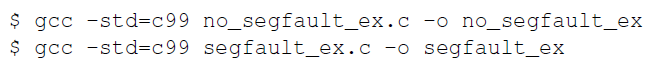 $ gcc -std=c99 no_segfault_ex.c -o no_segfault_ex
$ gcc -std=c99 segfault_ex.c -o segfault_ex